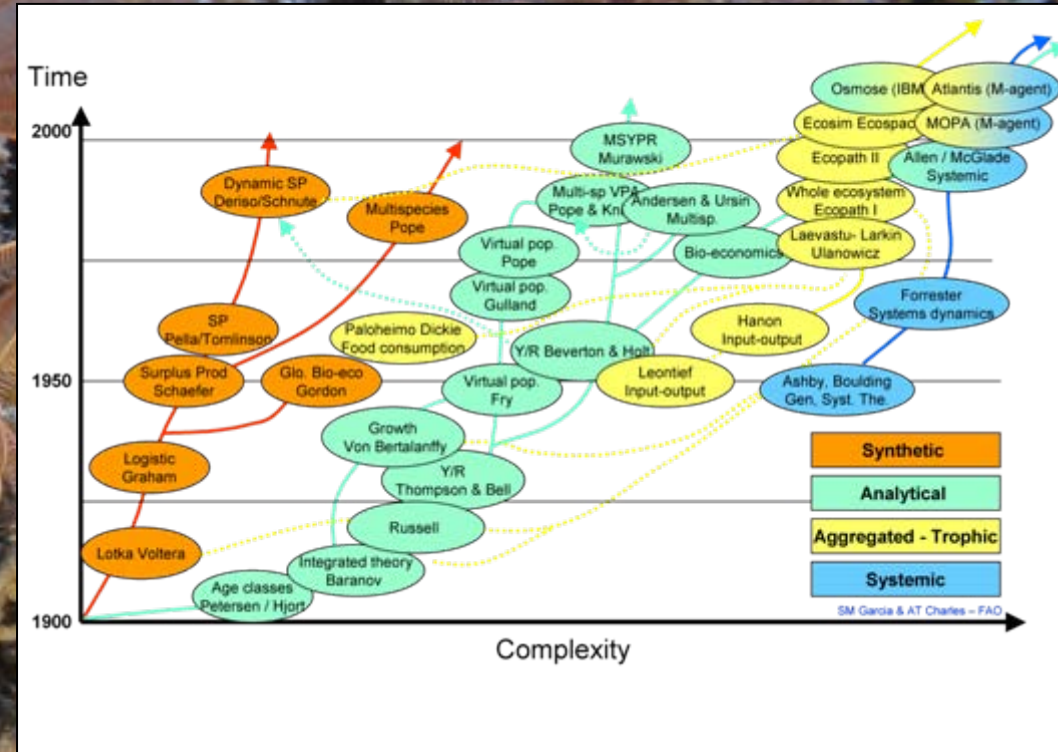 Time
2000
1950
1900
Complexity
Osmose (IBM
Atlantis (M-agent)
Ecosim Ecospac
MOPA (M-agent)
MSYPR
Murawski
Ecopath II
Allen / McGlade
Systemic
Dynamic SP
Deriso/Schnute
Multi-sp VPA
Pope & Kn
Andersen & Ursin
Multisp.
Whole ecosystem
Ecopath I
Multispecies
Pope
Virtual pop.
Pope
Bio-economics
Laevastu- Larkin
Ulanowicz
Virtual pop.
Gulland
Forrester
Systems dynamics
SP
Pella/Tomlinson
Paloheimo Dickie
Food consumption
Hanon
Input-output
Y/R Beverton & Holt
Surplus Prod
Schaefer
Glo. Bio-eco
Gordon
Virtual pop.
Fry
Leontief
Input-output
Ashby, Boulding
Gen, Syst. The.
Growth
Von Bertalanffy
Logistic
Graham
Y/R
Thompson & Bell
Russell
Lotka Voltera
Integrated theory
Baranov
Age classes
Petersen / Hjort
Synthetic
Analytical
Aggregated - Trophic
Systemic
SM Garcia & AT Charles – FAO